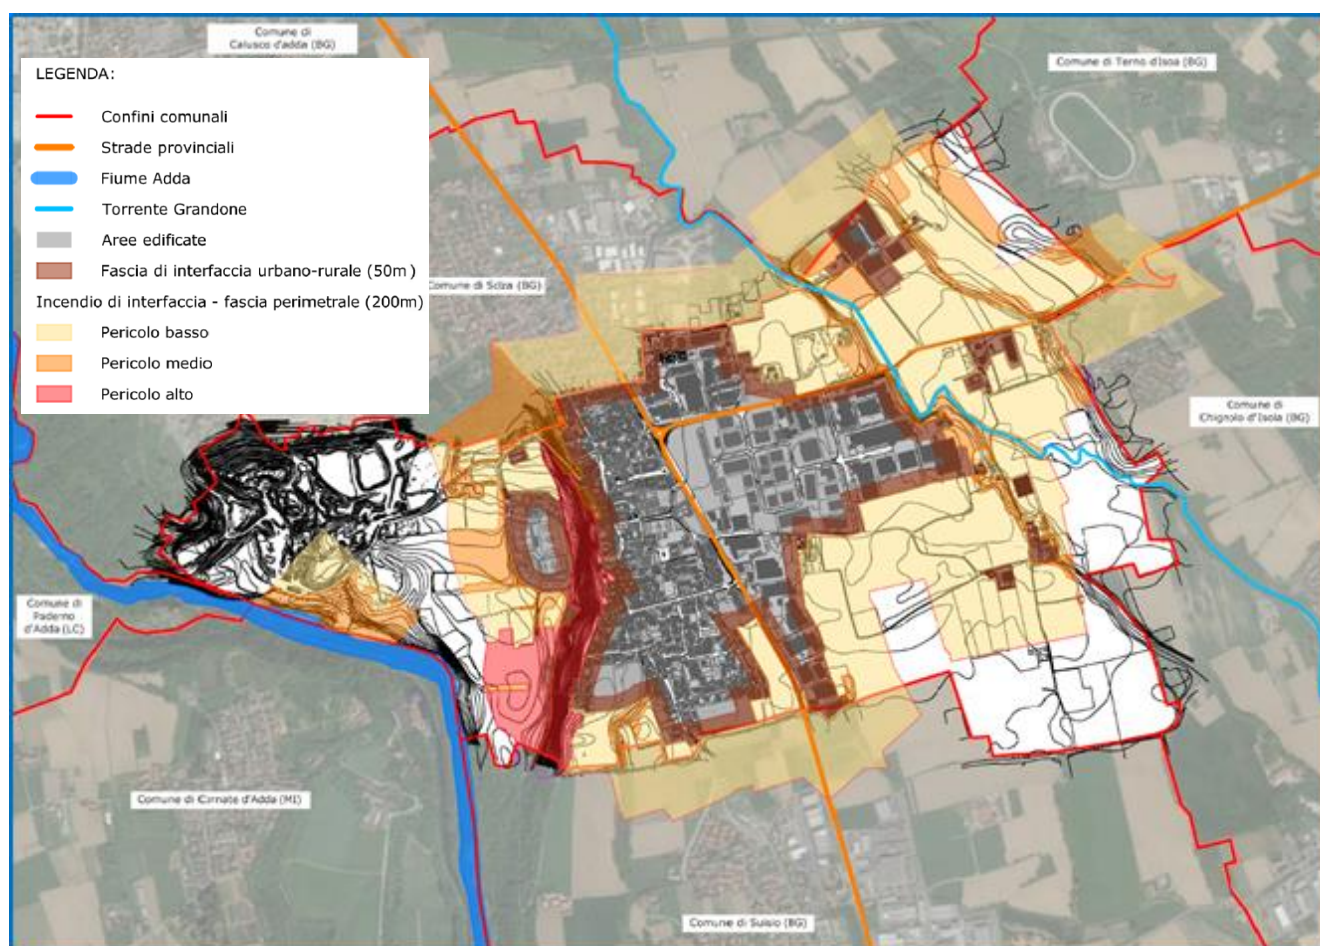 Comune di
Calusco d'adda (BG)
Comune di Terno d'Isoa (BG)
LEGENDA:
Confini comunali
Strade provinciali
Fiume Adda
Torrente Grandone
Aree edificate
Fascia di interfaccia urbano-rurale (50m)
Incendio di interfaccia - fascia perimetrale (200m)
Pericolo basso
Pericolo medio
Pericolo alto
Comune di (BG)
Comune di
Chignolo d'Isola (BG)
Comune di
Paderno
d'Adda (LC)
Comune di d'Adda (MI)
Comune di Suisio (BG)